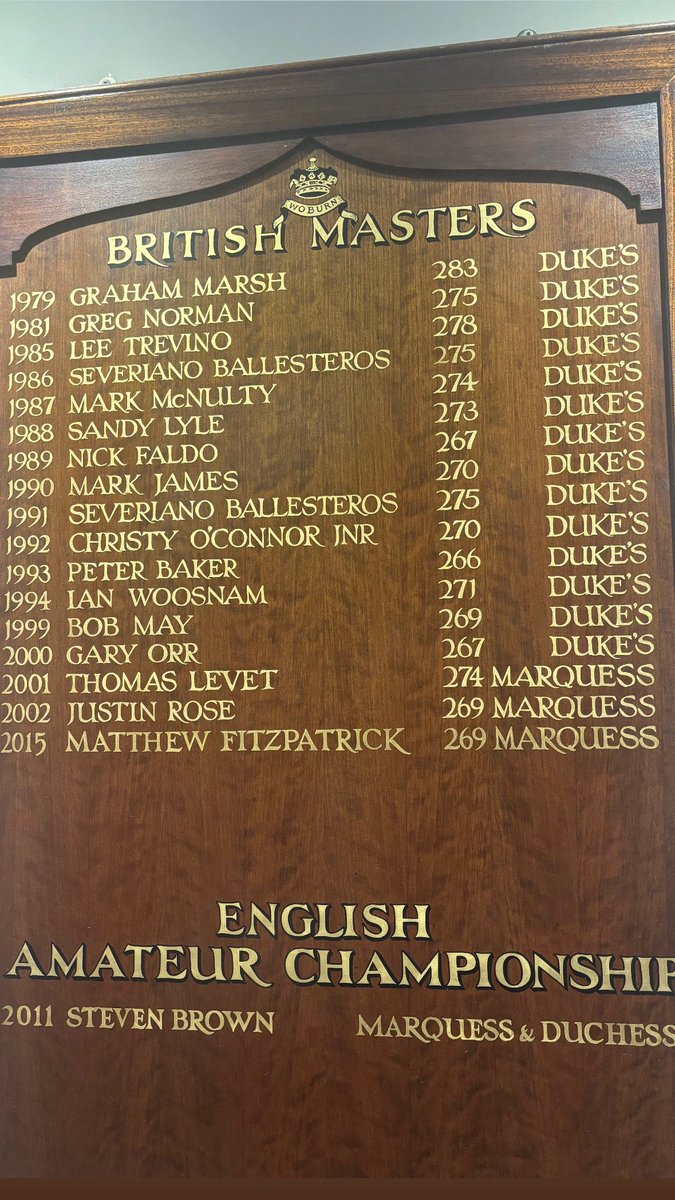 WOBURN
BRITISH MASTERS
1979 GRAHAM MARSH 283 DUKE'S
1981 GREG NORMAN 275 DUKE'S
1985 LEE TREVINO 278 DUKE'S
1986 SEVERIANO BALLESTEROS 275 DUKE'S
1987 MARK McNULTY 274 DUKE'S
1988 SANDY LYLE 273 DUKE'S
1989 NICK FALDO 267 DUKE'S
1990 MARK JAMES 270 DUKE'S
1991 SEVERIANO BALLESTEROS 275 DUKE'S
1992 CHRISTY O'CONNOR JNR 270 DUKE'S
1993 PETER BAKER 266 DUKE'S
1994 IAN WOOSNAM 271 DUKE'S
1999 BOB MAY 269 DUKE'S
2000 GARY ORR 267 DUKE'S
2001 THOMAS LEVET 274 MARQUESS
2002 JUSTIN ROSE 269 MARQUESS
2015 MATTHEW FITZPATRICK 269 MARQUESS
ENGLISH
AMATEUR CHAMPIONSHIP
2011 STEVEN BROWN MARQUESS & DUCHESS